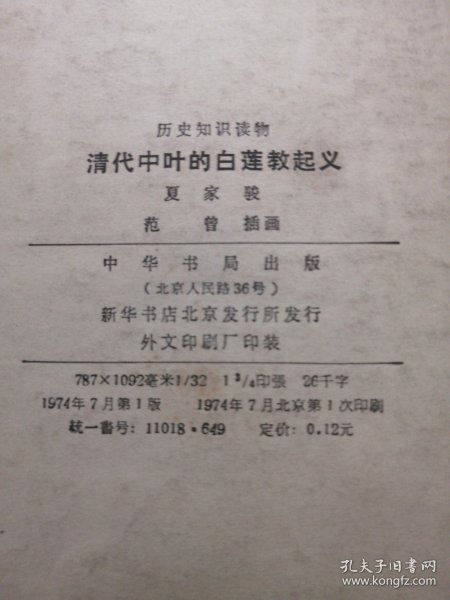 历史知识读物
清代中叶的白莲教起义
夏家骏
范曾 插画
中华书局出版
（北京人民路36号）
新华书店北京发行所发行
外文印刷厂印装
787×1092毫米1/32 1 3/4印張 26千字
1974年7月第1版 1974年7月北京第1次印刷
統一書号：11018·649 定价：0.12元
孔夫子旧书网
www.kongfz.com